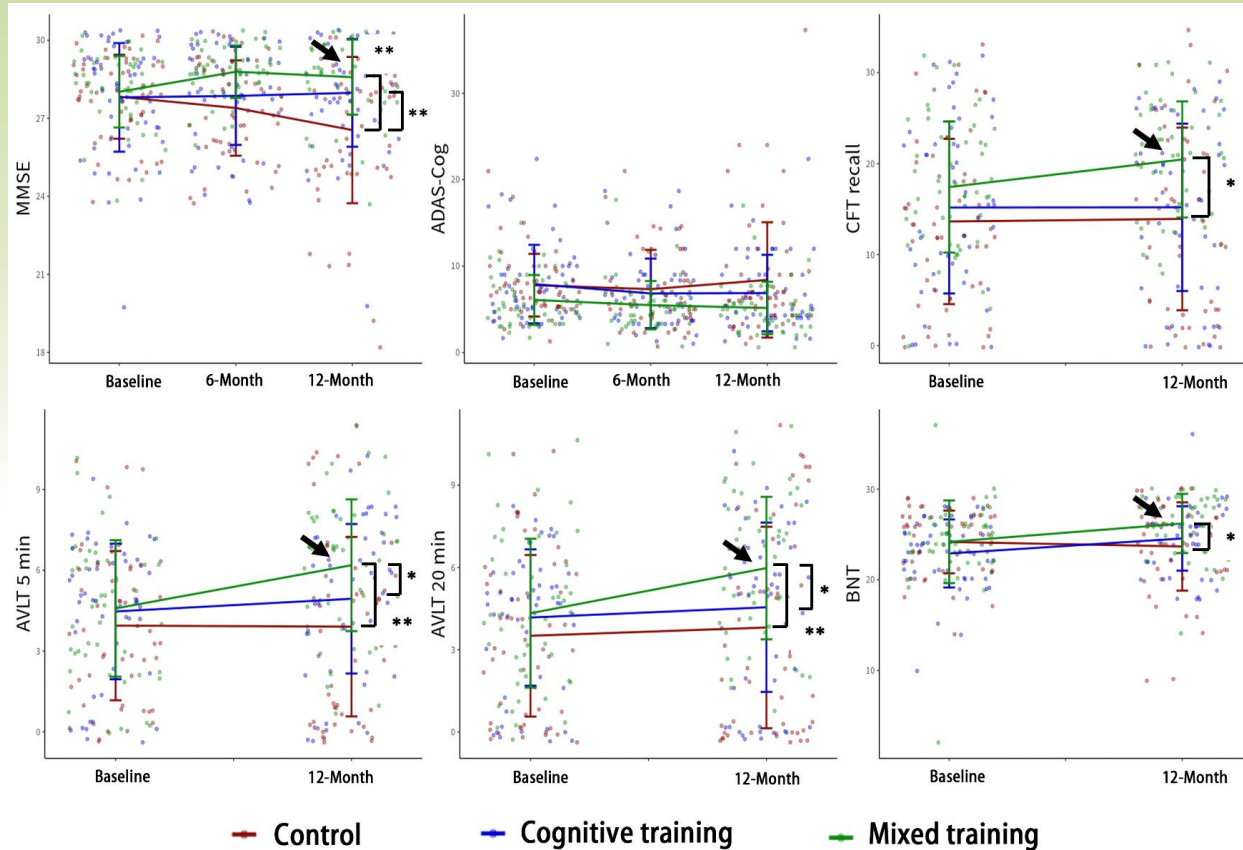 MMSE
30
27
24
21
18
**
**
Baseline
6-Month
12-Month
ADAS-Cog
30
20
10
0
Baseline
6-Month
12-Month
CFT recall
30
20
10
0
*
Baseline
12-Month
AVLT 5 min
9
6
3
0
*
**
Baseline
12-Month
AVLT 20 min
9
6
3
0
*
**
Baseline
12-Month
BNT
30
20
10
*
Baseline
12-Month
Control
Cognitive training
Mixed training